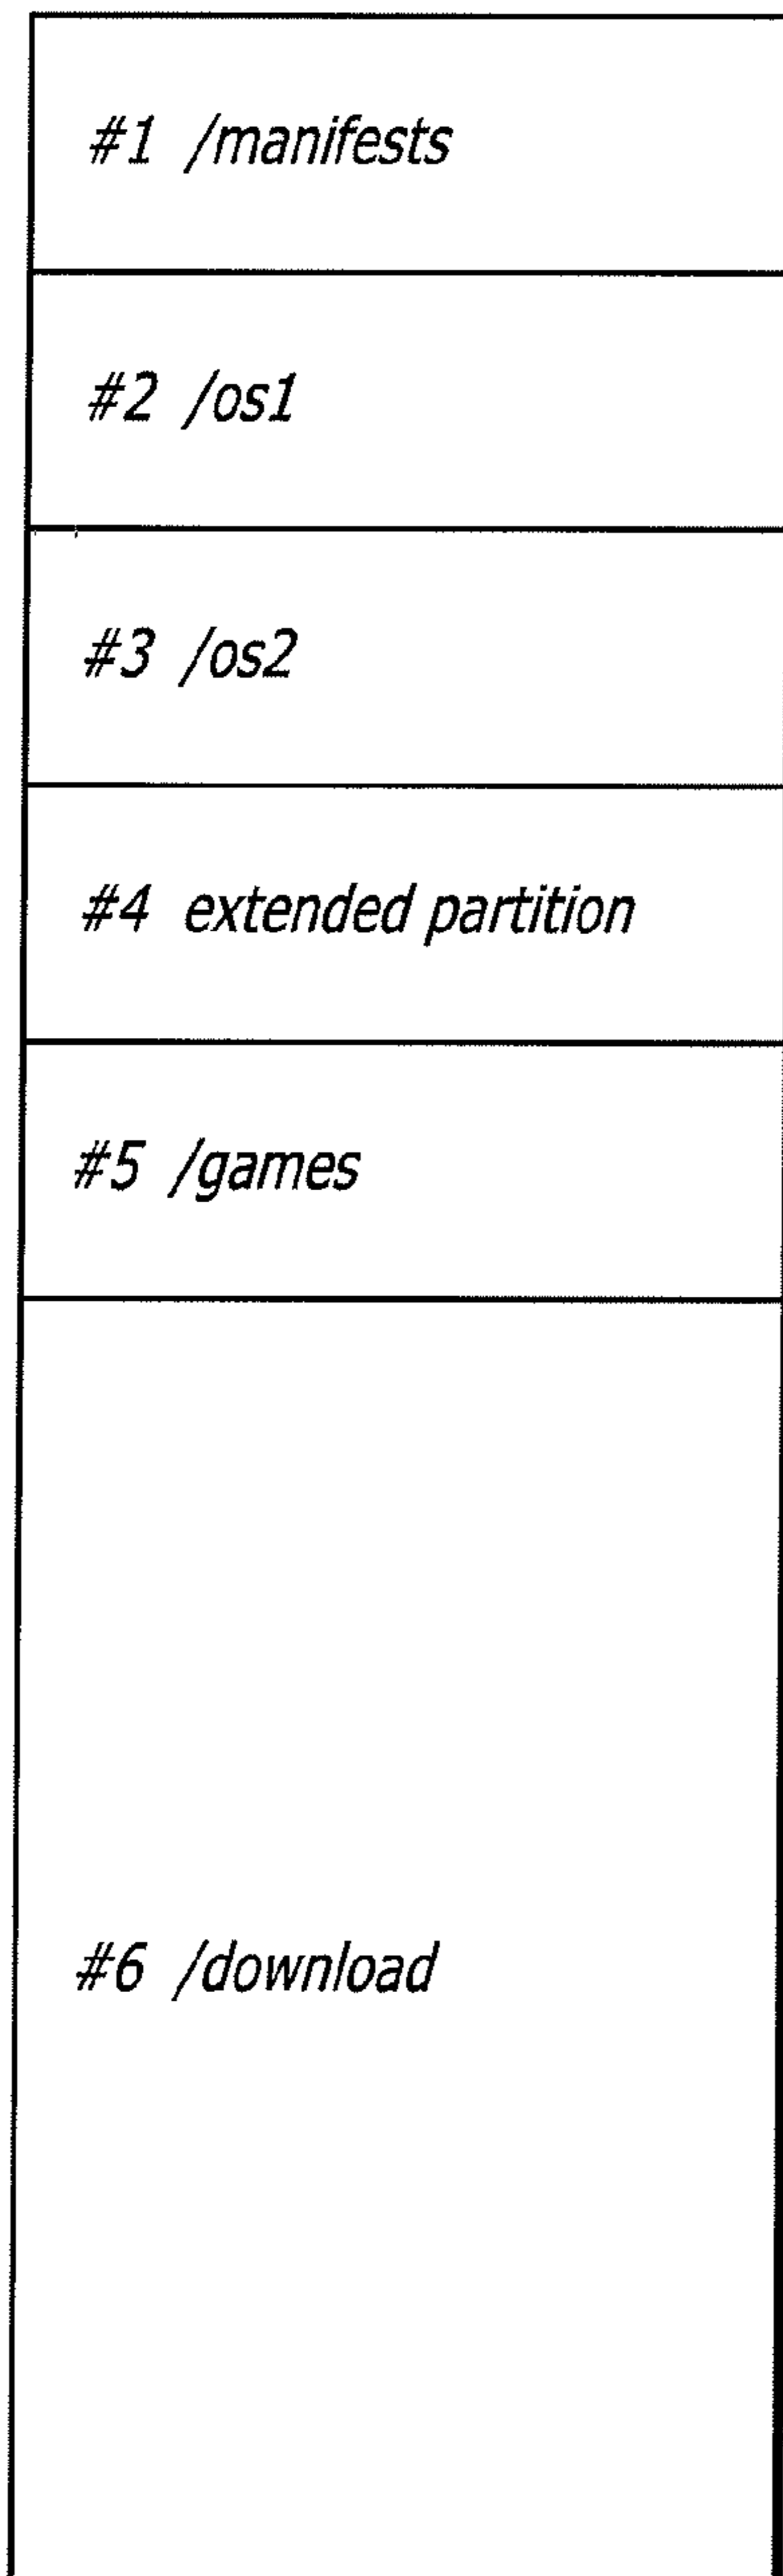 #1 /manifests
#2 /os1
#3 /os2
#4 extended partition
#5 /games
#6 /download